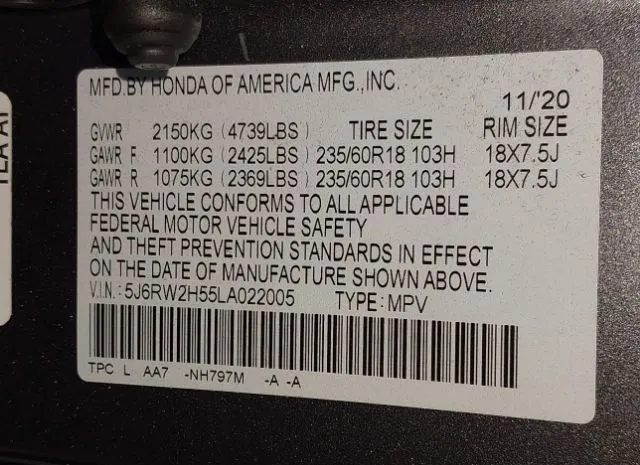 MFD.BY HONDA OF AMERICA MFG.,INC.
11/'20
GVWR 2150KG (4739LBS) TIRE SIZE RIM SIZE
GAWR F 1100KG (2425LBS) 235/60R18 103H 18X7.5J
GAWR R 1075KG (2369LBS) 235/60R18 103H 18X7.5J
THIS VEHICLE CONFORMS TO ALL APPLICABLE
FEDERAL MOTOR VEHICLE SAFETY
AND THEFT PREVENTION STANDARDS IN EFFECT
ON THE DATE OF MANUFACTURE SHOWN ABOVE.
V.I.N.: 5J6RW2H55LA022005 TYPE: MPV
TPC L AA7 -NH797M -A -A